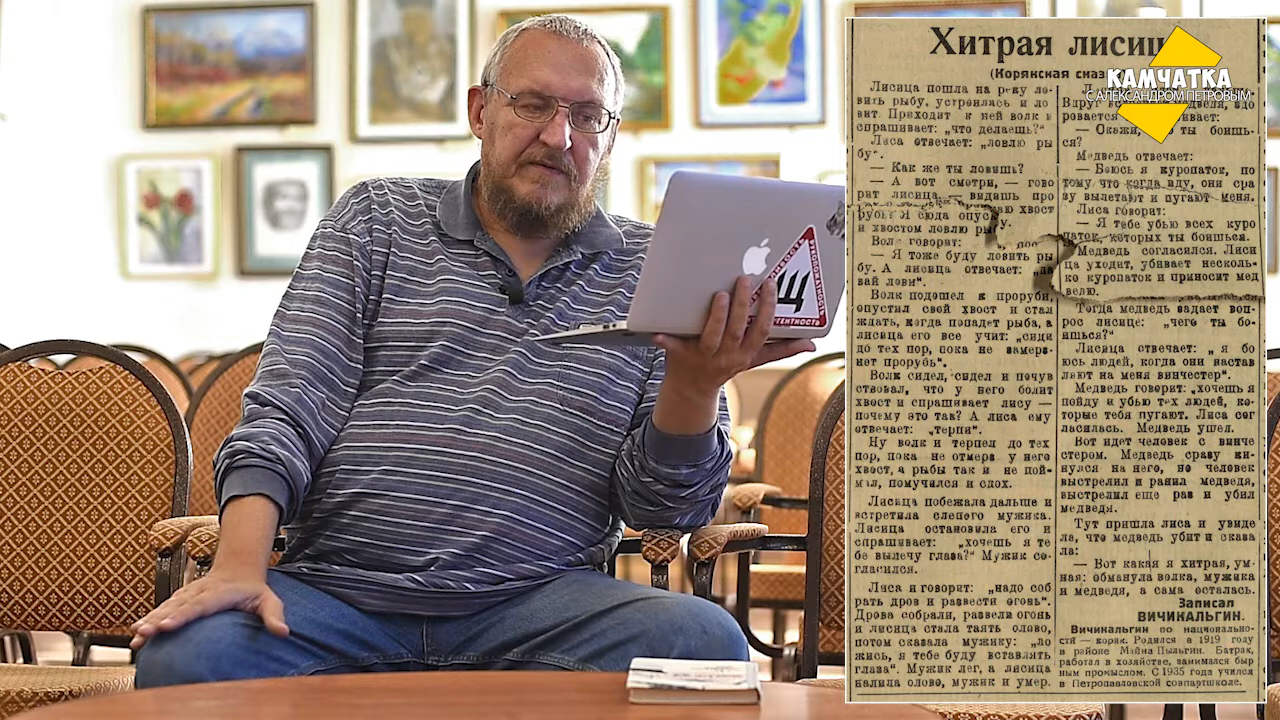 Хитрая лисиц
(Корякская сказ
КАМЧАТКА
С АЛЕКСАНДРОМ ПЕТРОВЫМ
Лисица пошла на реку ло-
вить рыбу, устроилась и ло
вит. Приходит к ней волк и
спрашивает: „что делаешь?"
Лиса отвечает: „ловлю ры
бу".
— Как же ты ловишь?
— А вот смотри, — гово
рит лисица, — видишь про
рубь? Я сюда опус
и хвостом ловлю ры
Волк говорит:
— Я тоже буду ловить ры
бу. А лисица отвечает: „да
вай лови".
Волк подошел к проруби,
опустил свой хвост и стал
ждать, когда попадет рыба, а
лисица его все учит: „сиди
до тех пор, пока не замерз-
нет прорубь".
Волк сидел, сидел и почув
ствовал, что у него болит
хвост и спрашивает лису —
почему это так? А лиса ему
отвечает: „терпи".
Ну волк и терпел до тех
пор, пока не отмерз у него
хвост, а рыбы так и не пой-
мал, помучился и сдох.
Лисица побежала дальше и
встретила слепого мужика.
Лисица остановила его и
спрашивает: „хочешь я те
бе вылечу глаза?" Мужик со-
гласился.
Лиса и говорит: „надо соб
рать дров и развести огонь".
Дрова собрали, развели огонь
и лисица стала таять олово,
потом сказала мужику: „ло
жись, я тебе буду вставлять
глаза". Мужик лег, а лисица
налила олово, мужик и умер.
Вдруг
ровается
— Скажи, ты боишь-
ся?
Медведь отвечает:
— Боюсь я куропаток, по
тому что когда иду, они сра
зу вылетают и пугают меня.
Лиса говорит:
— Я тебе убью всех куро
паток, которых ты боишься.
Медведь согласился. Лиси
ца уходит, убивает несколь-
ко куропаток и приносит мед
ведю.
Тогда медведь задает воп-
рос лисице: „чего ты бо-
ишься?"
Лисица отвечает: „я бо
юсь людей, когда они настав
ляют на меня винчестер".
Медведь говорит: „хочешь я
пойду и убью тех людей, ко-
торые тебя пугают. Лиса сог
ласилась. Медведь ушел.
Вот идет человек с винче
стером. Медведь сразу ки-
нулся на него, но человек
выстрелил и ранил медведя,
выстрелил еще раз и убил
медведя.
Тут пришла лиса и увиде
ла, что медведь убит и сказа
ла:
— Вот какая я хитрая, ум-
ная: обманула волка, мужика
и медведя, а сама осталась.
Записал
ВИЧИКАЛЬГИН.
Вичикальгин по национально-
сти — коряк. Родился в 1919 году
в районе Майна Пыльгин. Батрак,
работал в хозяйстве, занимался был
ным промыслом. С 1935 года учился
в Петропавловской совпартшколе.
Щ